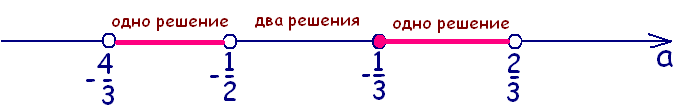 одно решение два решения одно решение
-4/3 -1/2 -1/3 2/3 a